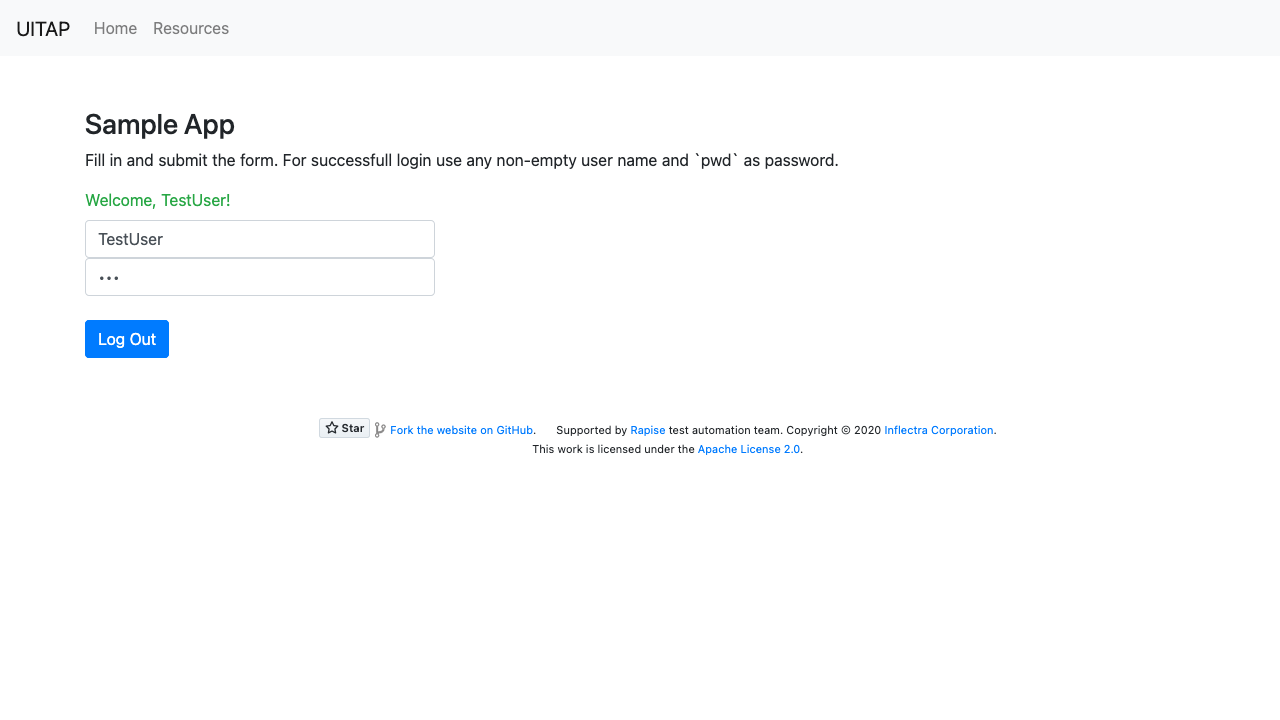 UITAP Home Resources
Sample App
Fill in and submit the form. For successfull login use any non-empty user name and `pwd` as password.
Welcome, TestUser!
TestUser
•••
Log Out
Star Fork the website on GitHub. Supported by Rapise test automation team. Copyright © 2020 Inflectra Corporation.
This work is licensed under the Apache License 2.0.